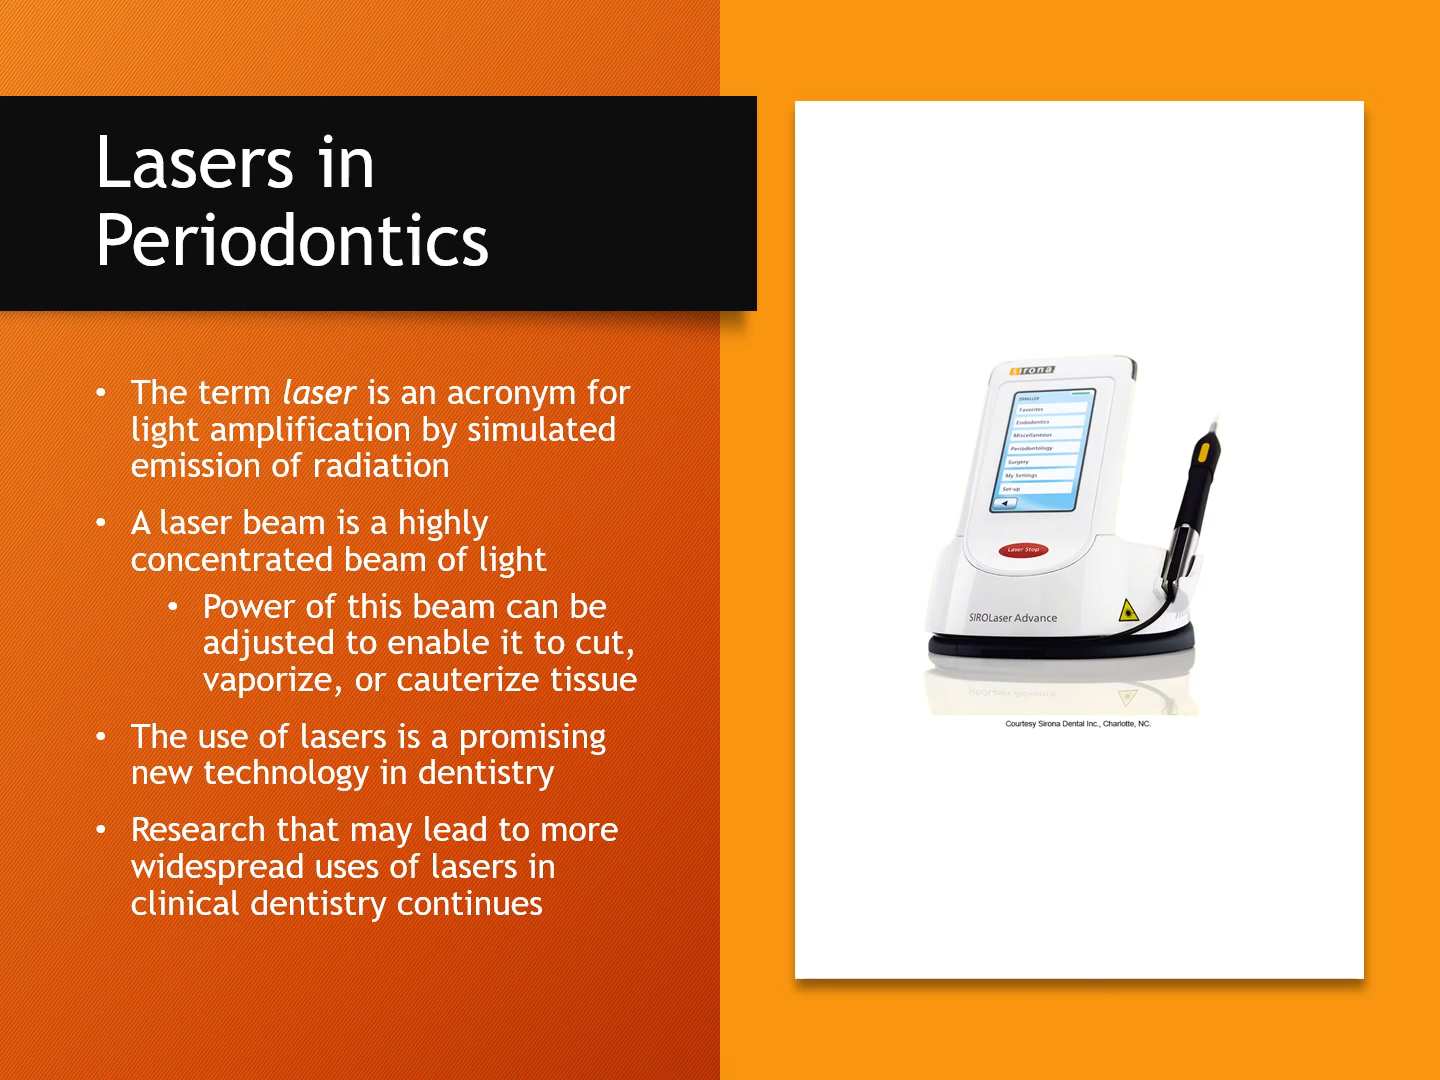 Lasers in
Periodontics
• The term laser is an acronym for
light amplification by simulated
emission of radiation
• A laser beam is a highly
concentrated beam of light
• Power of this beam can be
adjusted to enable it to cut,
vaporize, or cauterize tissue
• The use of lasers is a promising
new technology in dentistry
• Research that may lead to more
widespread uses of lasers in
clinical dentistry continues
sirona
Favorites
Endodontics
Miscellaneous
Periodontology
Surgery
My Settings
Set-up
Laser Stop
SIROLaser Advance
Courtesy Sirona Dental Inc., Charlotte, NC.